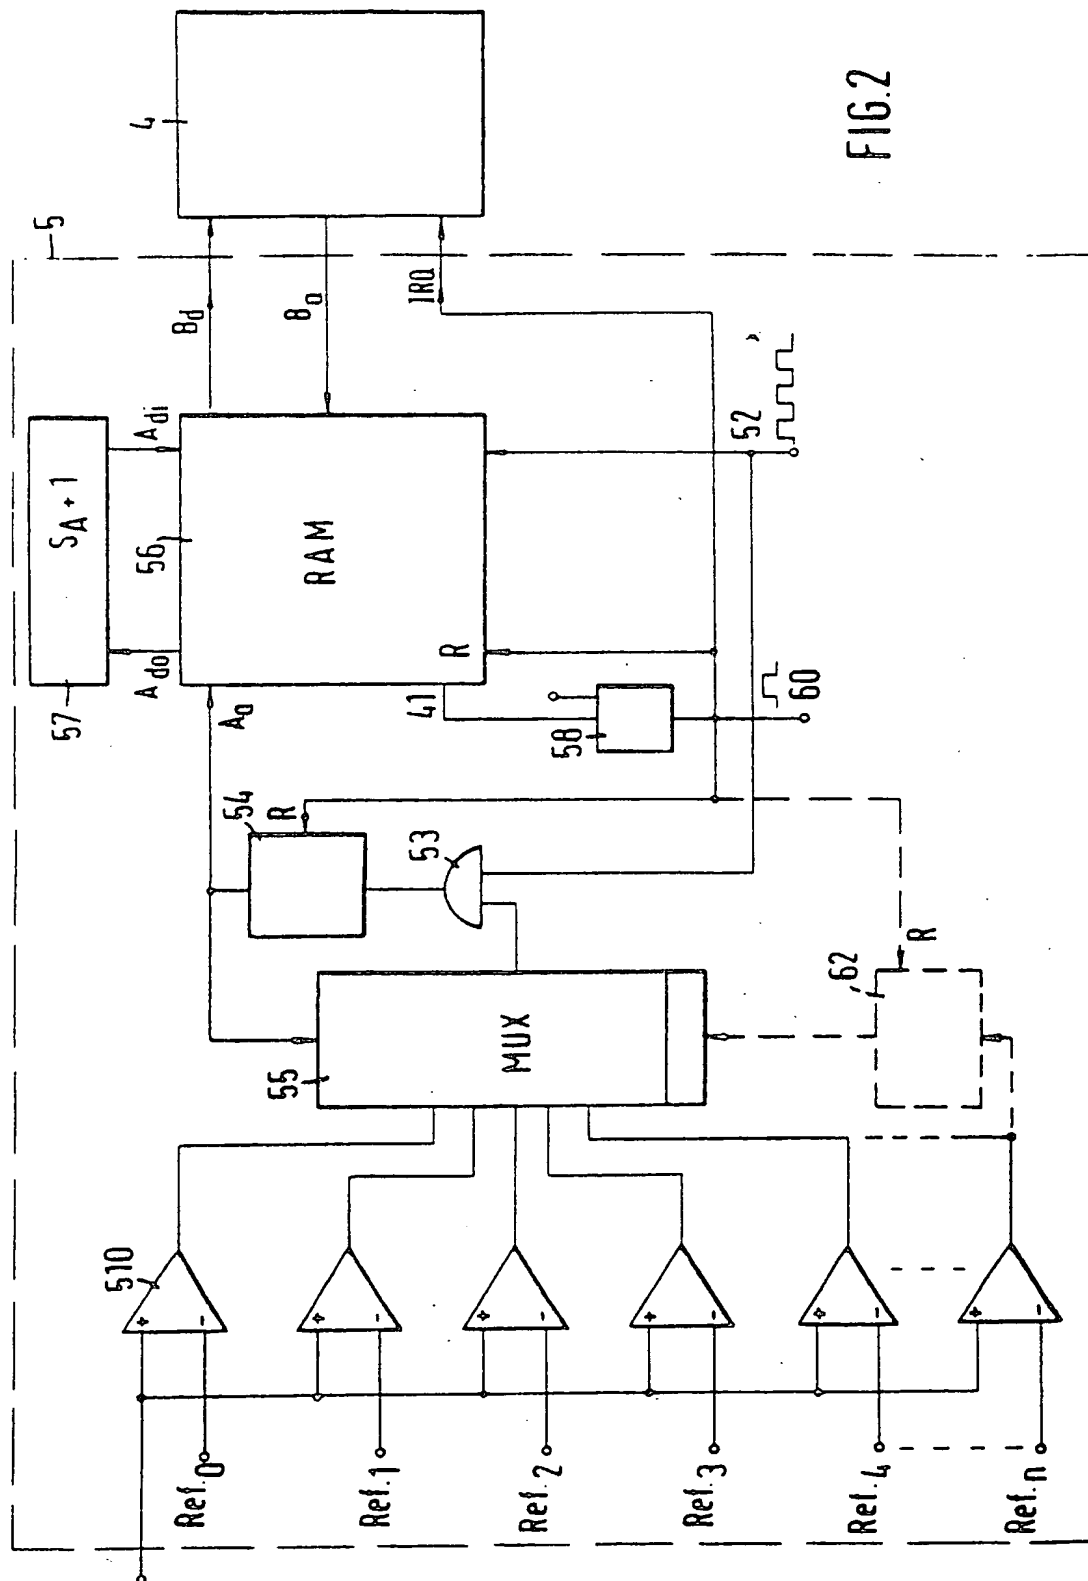 5
57
S_A + 1
4
A_do
A_di
B_d
A_a
56
RAM
R
B_a
IRQ
54
R
41
55
MUX
53
58
52
510
+
-
+
-
+
-
+
-
+
-
+
-
60
62
R
Ref.0
Ref.1
Ref.2
Ref.3
Ref.4
Ref.n
FIG.2